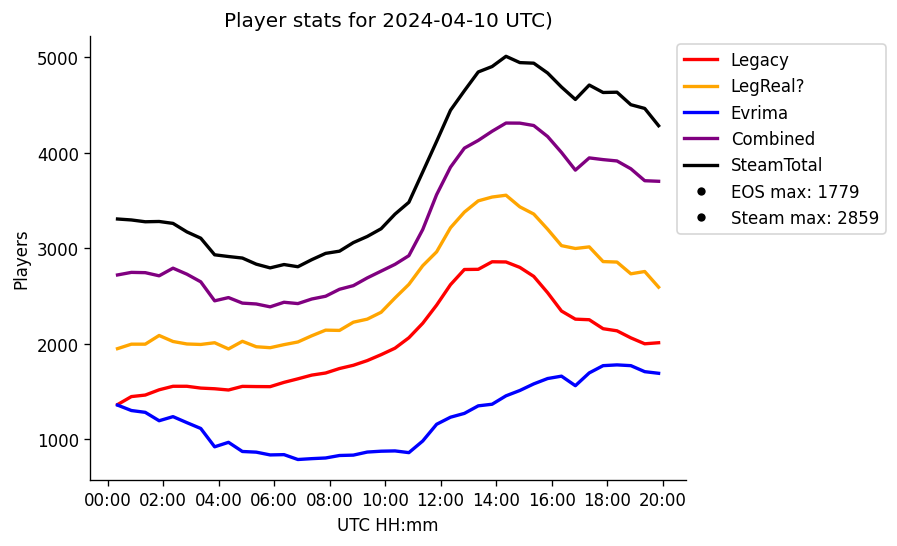 Player stats for 2024-04-10 UTC)
Players
5000
4000
3000
2000
1000
00:00 02:00 04:00 06:00 08:00 10:00 12:00 14:00 16:00 18:00 20:00
UTC HH:mm
Legacy
LegReal?
Evrima
Combined
SteamTotal
EOS max: 1779
Steam max: 2859